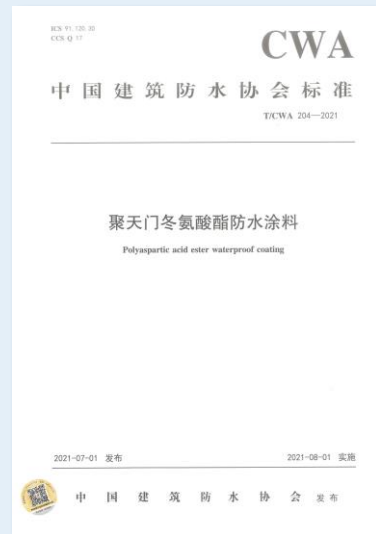 ICS 91.120.30
CCS Q 17
CWA
中国建筑防水协会标准
T/CWA 204—2021
聚天门冬氨酸酯防水涂料
Polyaspartic acid ester waterproof coating
2021-07-01 发布 2021-08-01 实施
中国建筑防水协会 发布